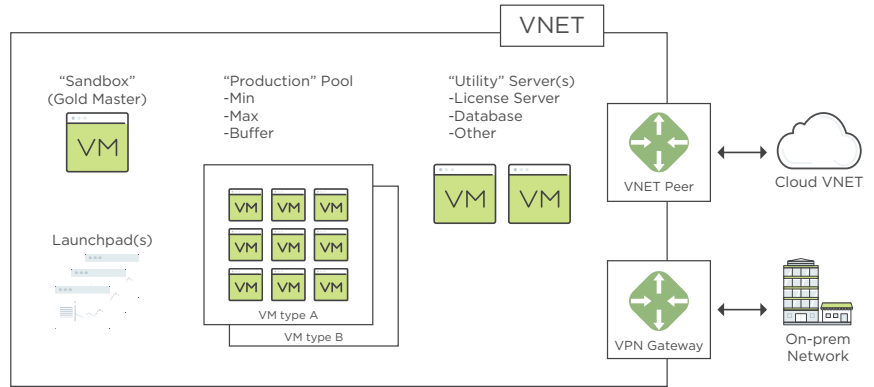 VNET
“Sandbox”
(Gold Master)
VM
“Production” Pool
-Min
-Max
-Buffer
VM VM VM
VM VM VM
VM VM VM
VM type A
VM type B
“Utility” Server(s)
-License Server
-Database
-Other
VM VM
Launchpad(s)
VNET Peer
Cloud VNET
VPN Gateway
On-prem
Network